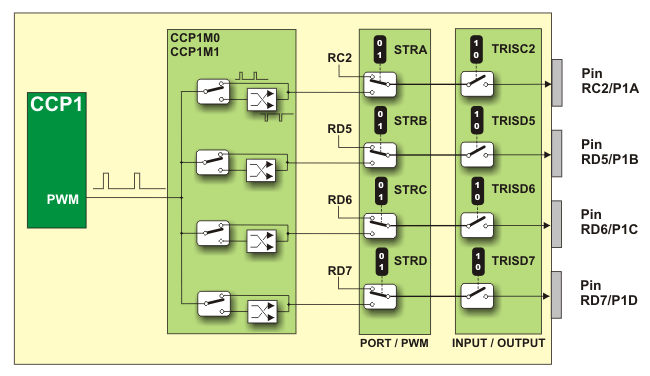 CCP1M0
CCP1M1
CCP1
PWM
0
1
STRA
1
0
TRISC2
RC2
Pin
RC2/P1A
0
1
STRB
1
0
TRISD5
RD5
Pin
RD5/P1B
0
1
STRC
1
0
TRISD6
RD6
Pin
RD6/P1C
0
1
STRD
1
0
TRISD7
RD7
Pin
RD7/P1D
PORT / PWM
INPUT / OUTPUT